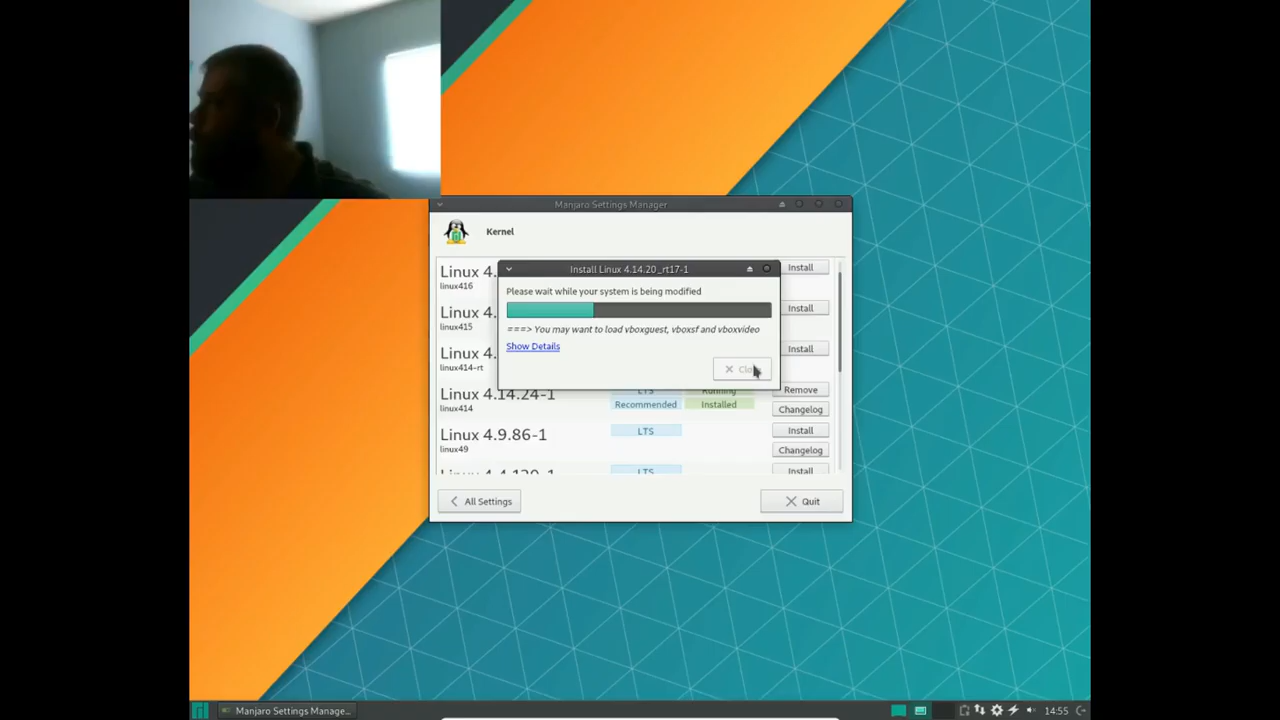 Manjaro Settings Manager
Kernel
Linux 4.
linux416
Install
Install Linux 4.14.20_rt17-1
Please wait while your system is being modified
===> You may want to load vboxguest, vboxsf and vboxvideo
Show Details
Linux 4.
linux415
Install
Linux 4.
linux414-rt
Install
Linux 4.14.24-1
linux414
LTS
Recommended
Running
Installed
Remove
Changelog
Linux 4.9.86-1
linux49
LTS
Install
Changelog
LTS
Install
All Settings
Quit
Manjaro Settings Manage...
14:55